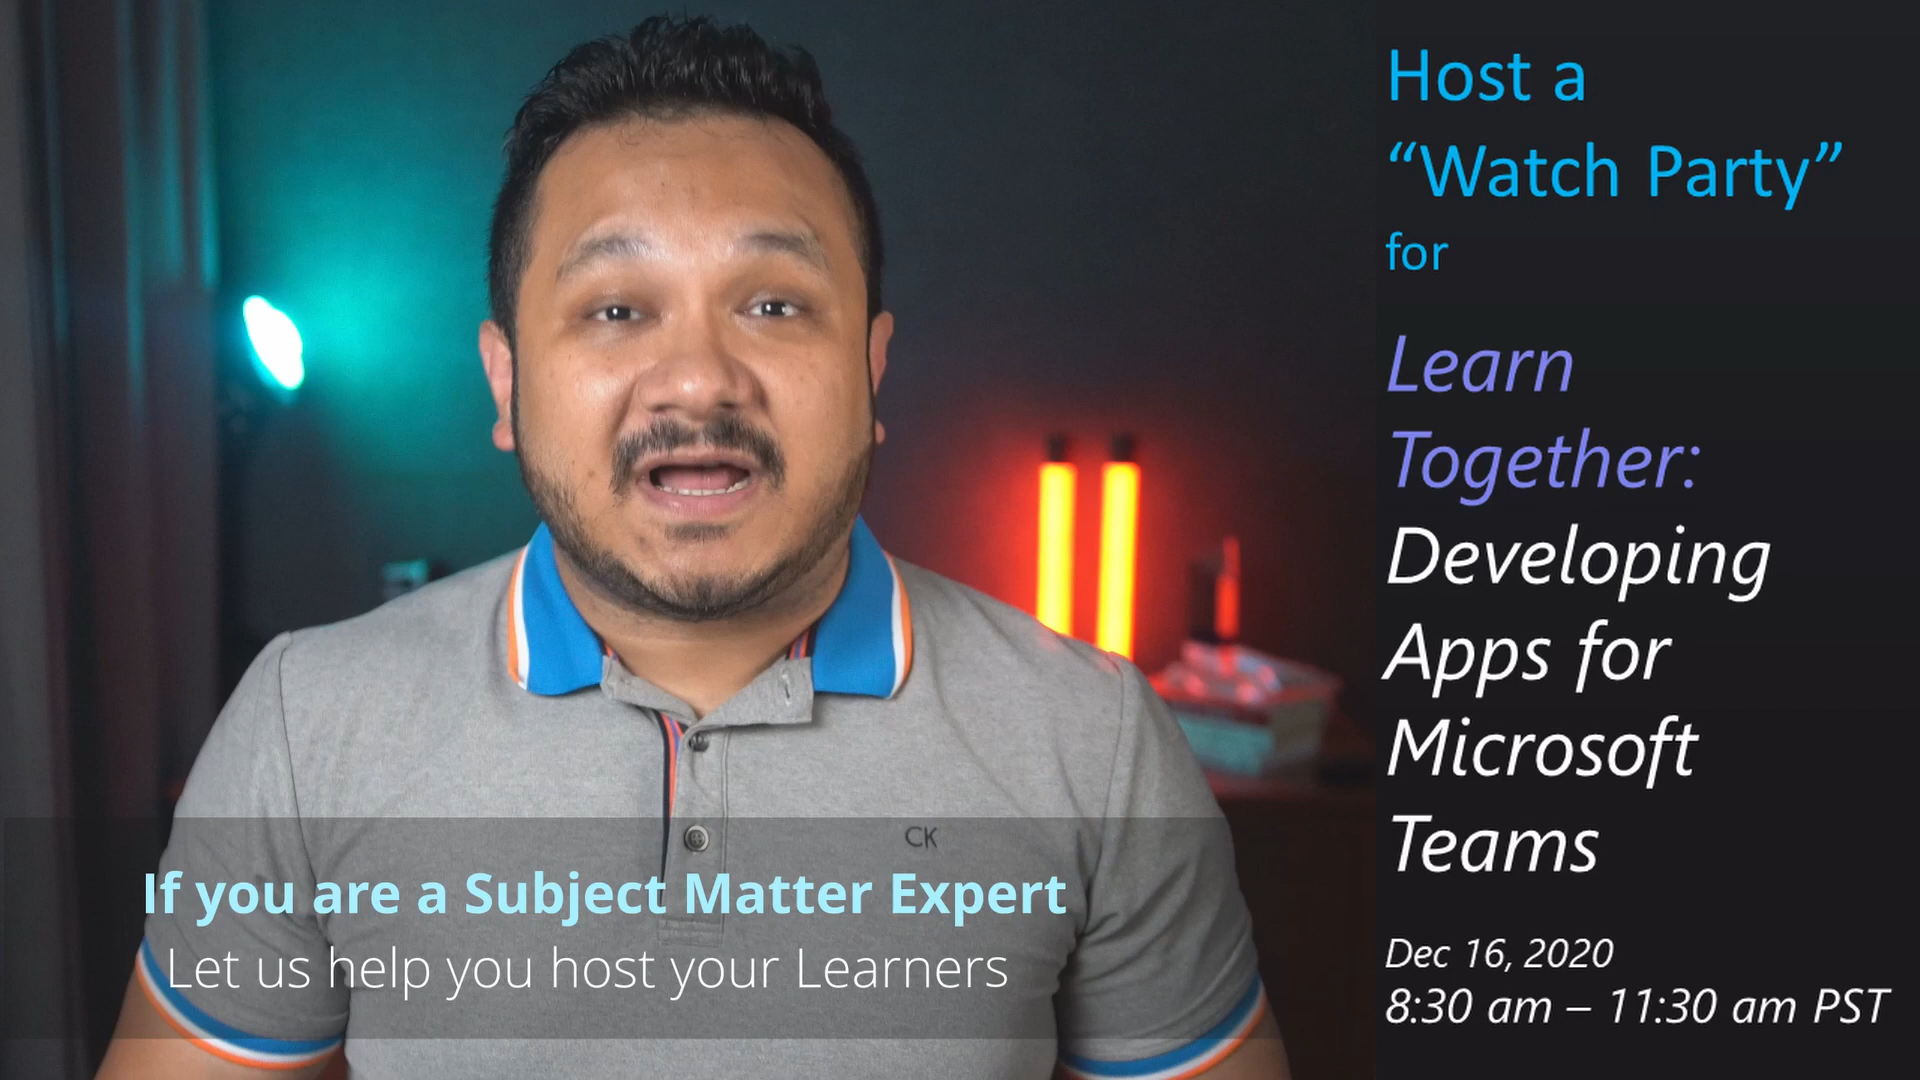 Host a
“Watch Party”
for
Learn
Together:
Developing
Apps for
Microsoft
Teams
Dec 16, 2020
8:30 am – 11:30 am PST
CK
If you are a Subject Matter Expert
Let us help you host your Learners